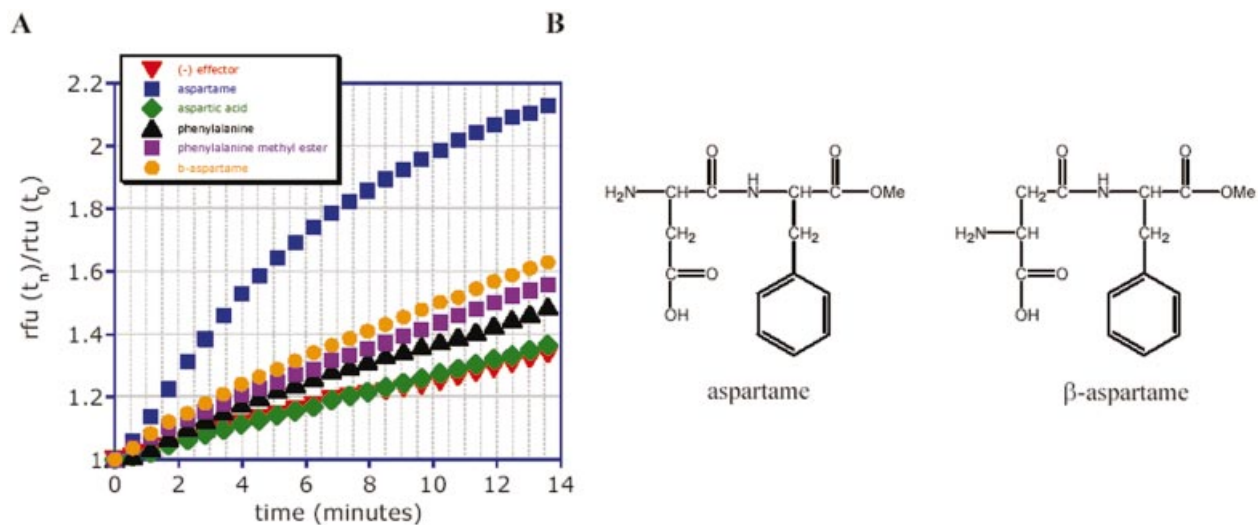 A
B
(-) effector
aspartame
aspartic acid
phenylalanine
phenylalanine methyl ester
b-aspartame
2.2
2
1.8
1.6
1.4
1.2
1
rfu (tn)/rtu (t0)
0
2
4
6
8
10
12
14
time (minutes)
O
H
O
H2N
CH
C
N
CH
C
OMe
CH2
CH2
C
O
OH
aspartame
O
H
O
H2C
C
N
CH
C
OMe
H2N
CH
CH2
C
O
OH
β-aspartame